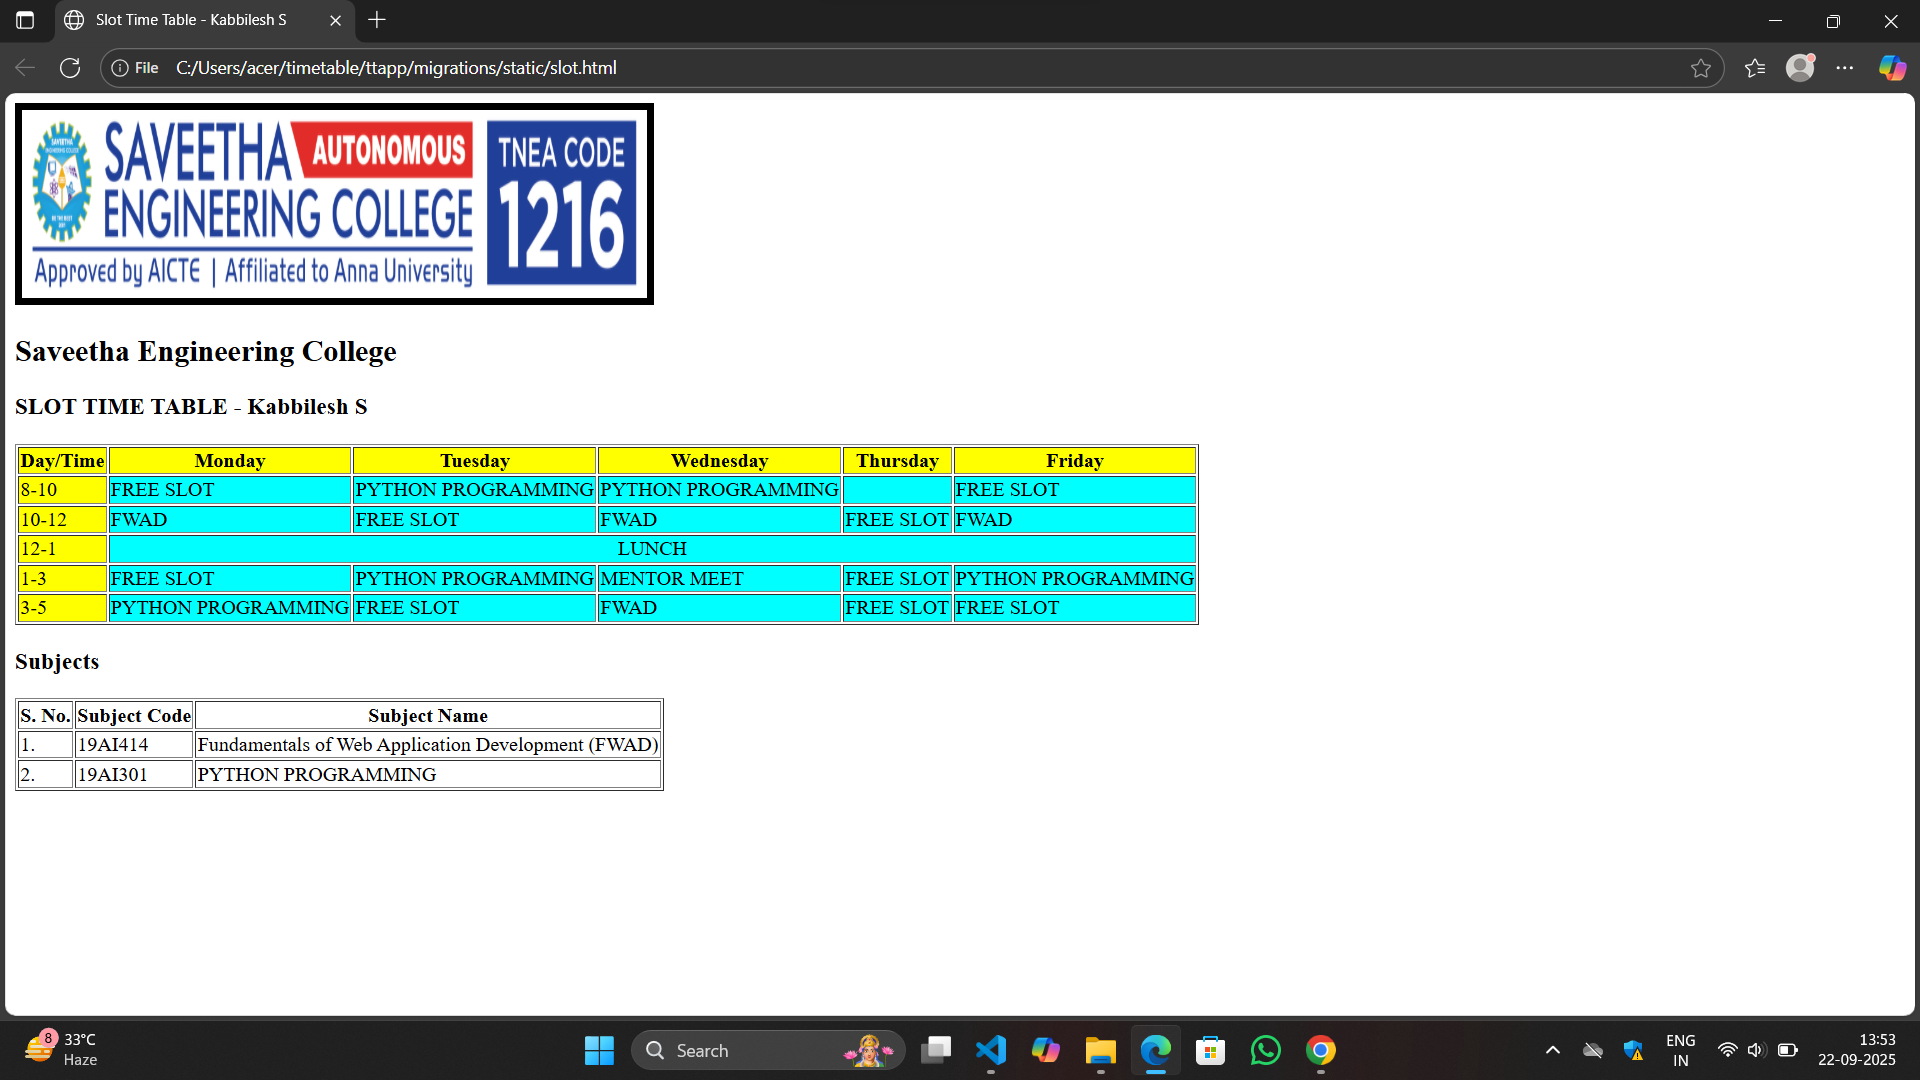 Slot Time Table - Kabbilesh S
File C:/Users/acer/timetable/ttapp/migrations/static/slot.html
SAVEETHA AUTONOMOUS
ENGINEERING COLLEGE
Approved by AICTE | Affiliated to Anna University
TNEA CODE
1216
Saveetha Engineering College
SLOT TIME TABLE - Kabbilesh S
Day/Time Monday Tuesday Wednesday Thursday Friday
8-10 FREE SLOT PYTHON PROGRAMMING PYTHON PROGRAMMING FREE SLOT
10-12 FWAD FREE SLOT FWAD FREE SLOT FWAD
12-1 LUNCH
1-3 FREE SLOT PYTHON PROGRAMMING MENTOR MEET FREE SLOT PYTHON PROGRAMMING
3-5 PYTHON PROGRAMMING FREE SLOT FWAD FREE SLOT FREE SLOT
Subjects
S. No. Subject Code Subject Name
1. 19AI414 Fundamentals of Web Application Development (FWAD)
2. 19AI301 PYTHON PROGRAMMING
8 33°C
Haze
Search
ENG
IN
13:53
22-09-2025